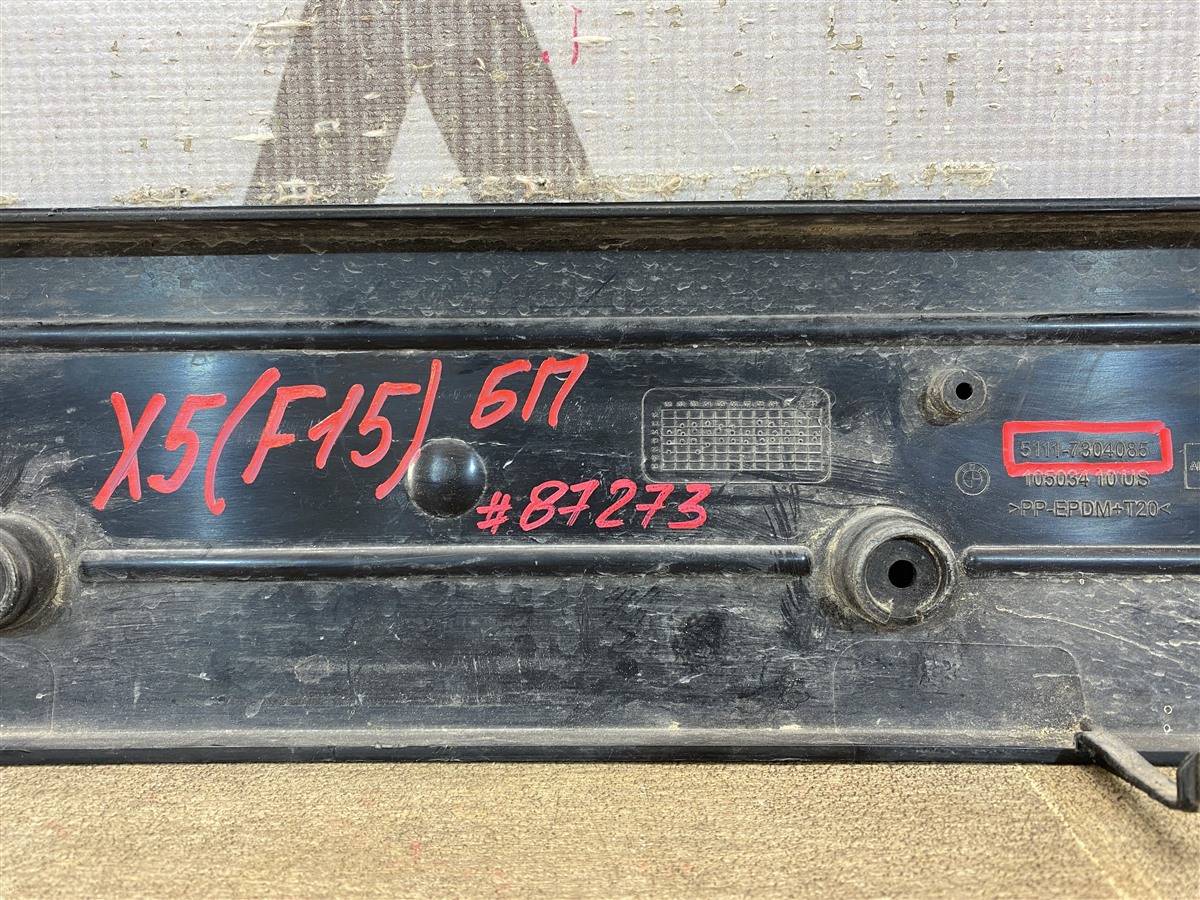 X5(F15) БП
#87273
5111-7304085
105034 10 US
>PP-EPDM+T20<